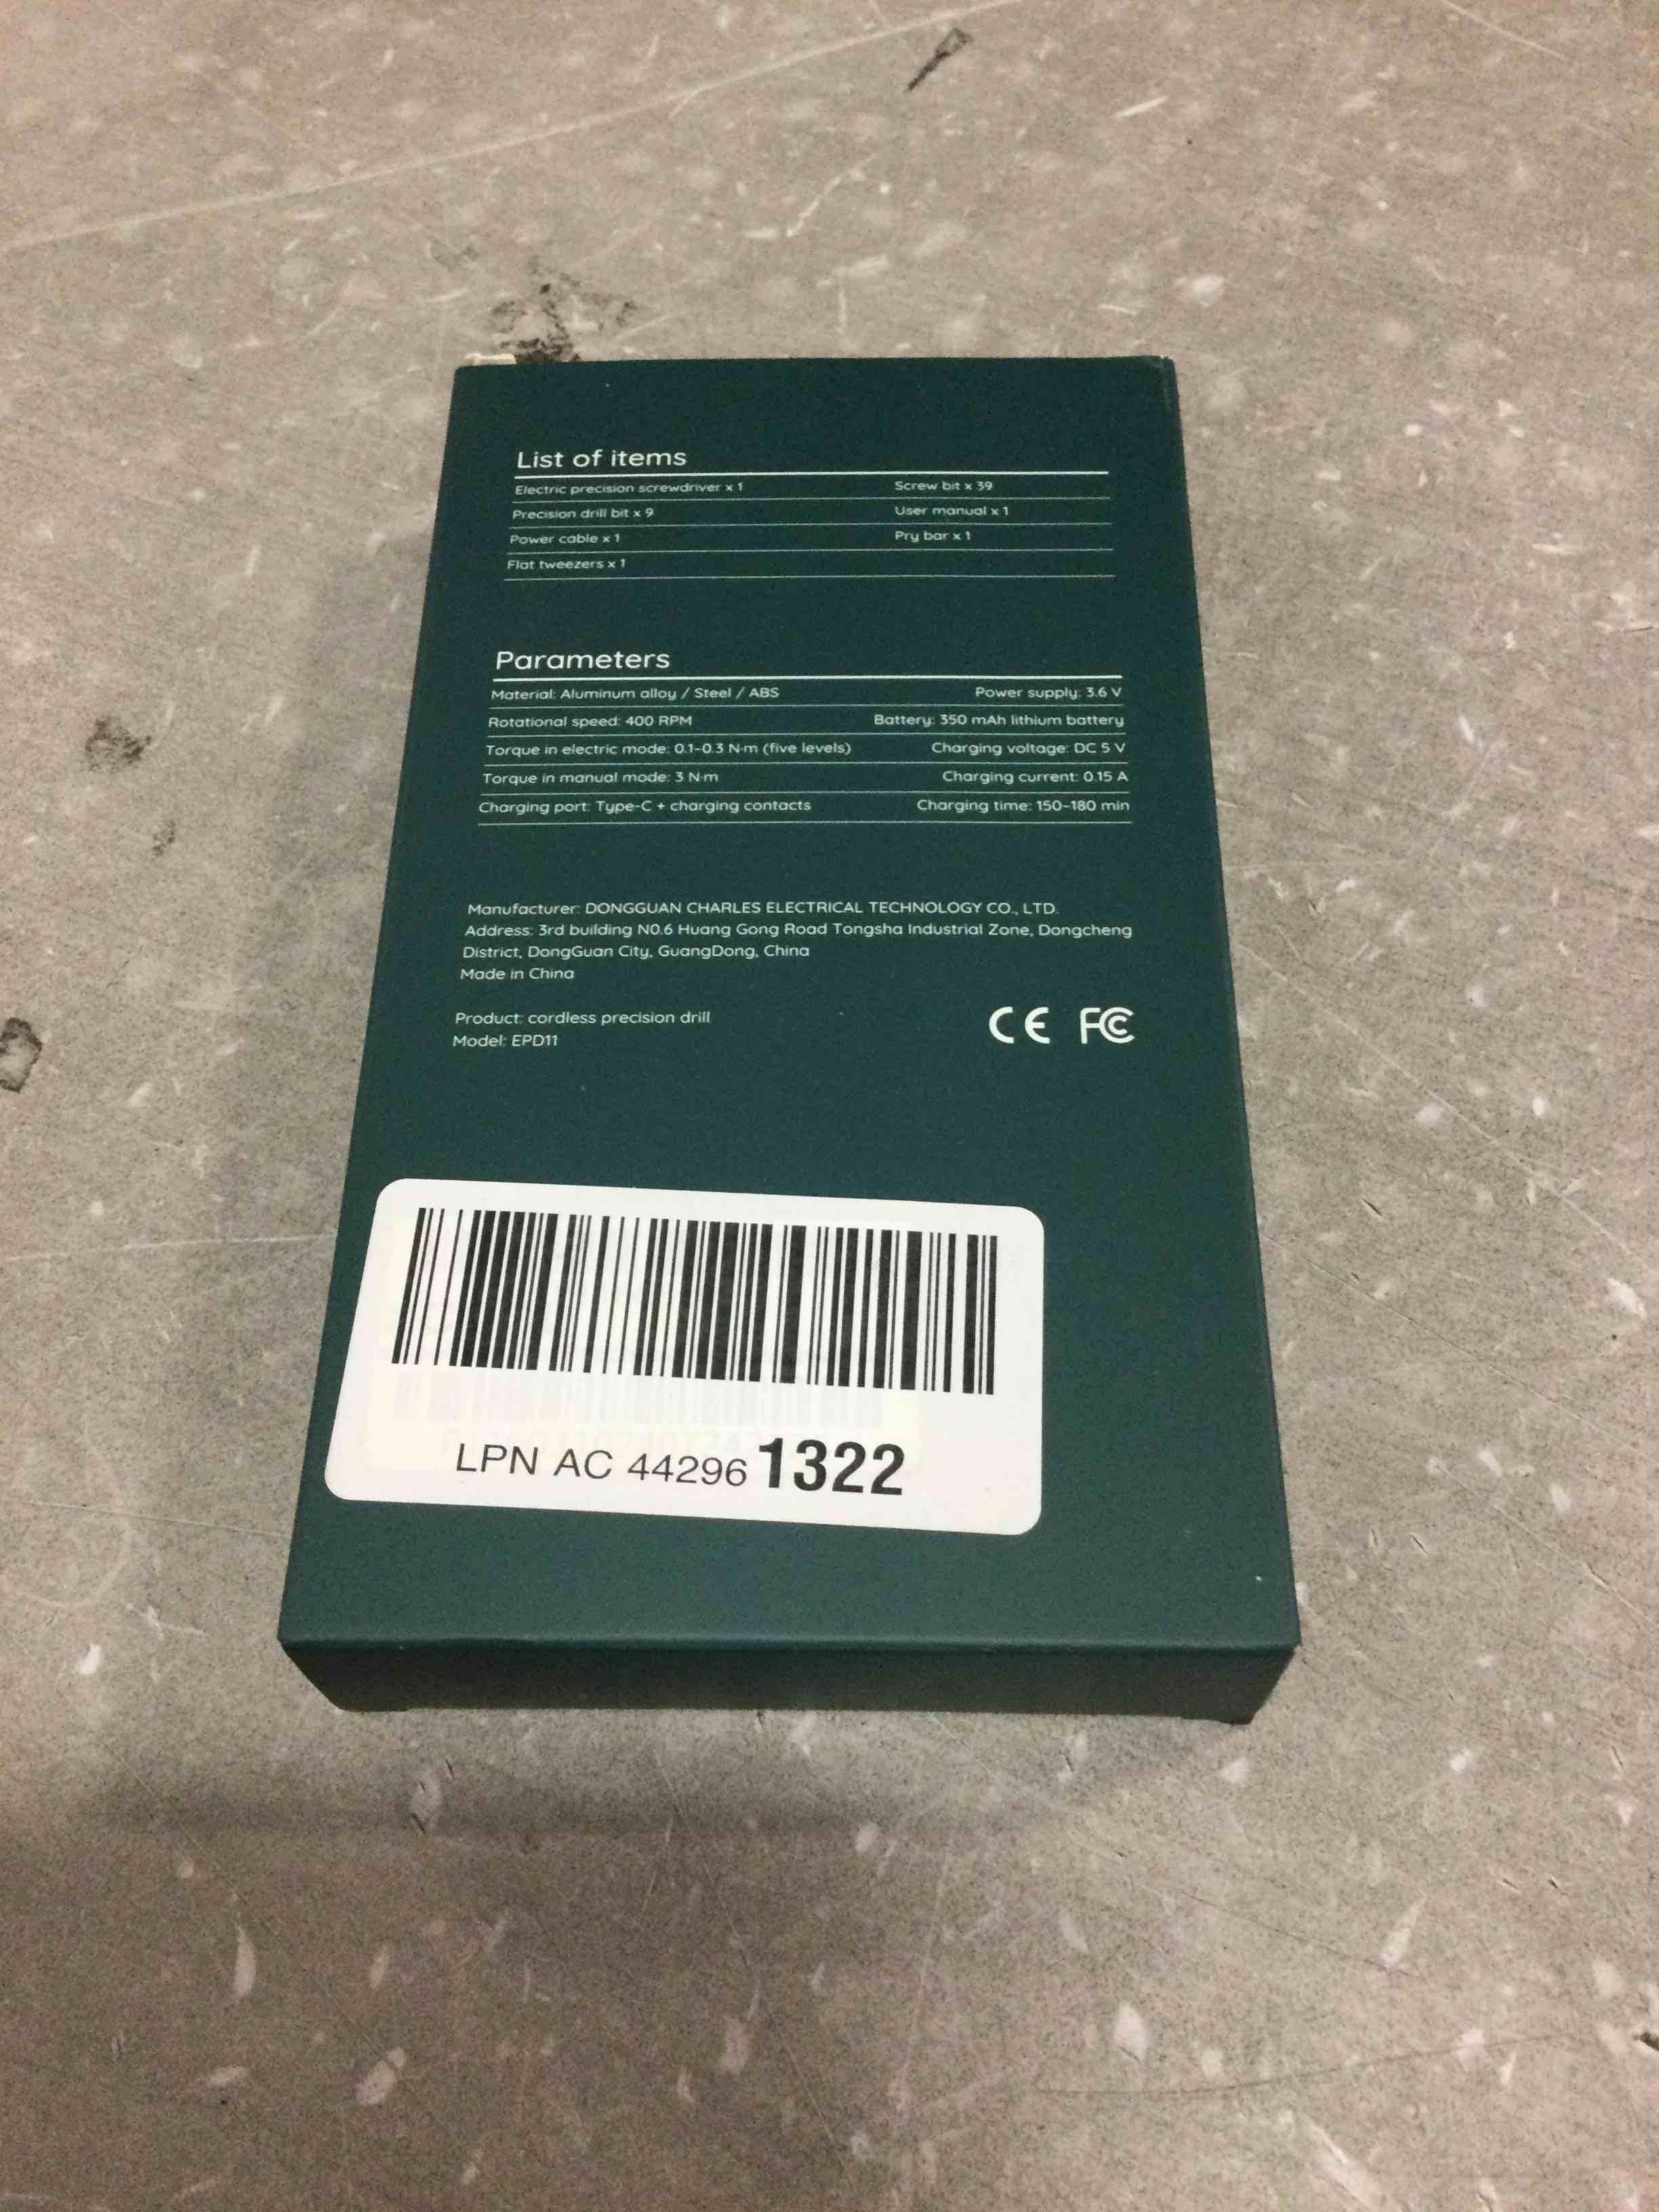 List of items
Electric precision screwdriver x 1 Screw bit x 39
Precision drill bit x 9 User manual x 1
Power cable x 1 Pry bar x 1
Flat tweezers x 1
Parameters
Material: Aluminum alloy / Steel / ABS Power supply: 3.6 V
Rotational speed: 400 RPM Battery: 350 mAh lithium battery
Torque in electric mode: 0.1-0.3 N·m (five levels) Charging voltage: DC 5 V
Torque in manual mode: 3 N·m Charging current: 0.15 A
Charging port: Type-C + charging contacts Charging time: 150-180 min
Manufacturer: DONGGUAN CHARLES ELECTRICAL TECHNOLOGY CO., LTD.
Address: 3rd building N0.6 Huang Gong Road Tongsha Industrial Zone, Dongcheng
District, DongGuan City, GuangDong, China
Made in China
Product: cordless precision drill
Model: EPD11
CE FC
LPN AC 44296 1322